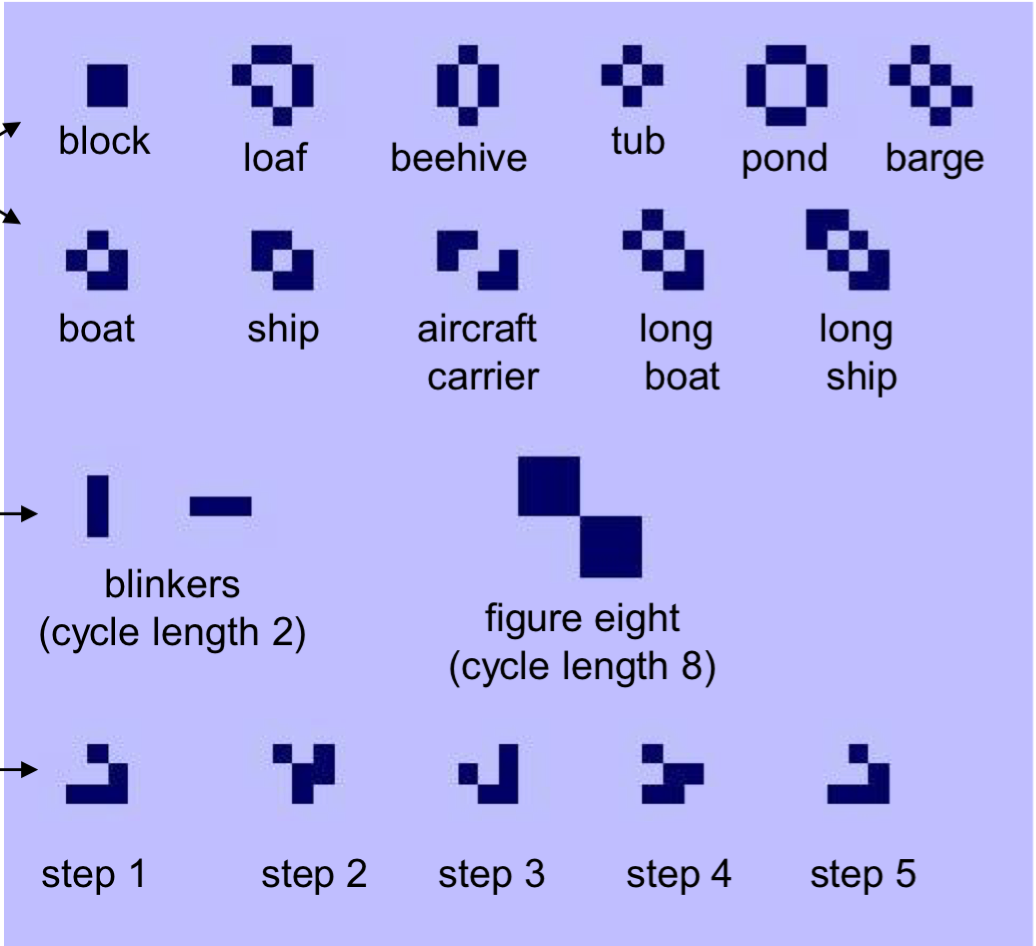 block
loaf
beehive
tub
pond
barge
boat
ship
aircraft
carrier
long
boat
long
ship
blinkers
(cycle length 2)
figure eight
(cycle length 8)
step 1
step 2
step 3
step 4
step 5